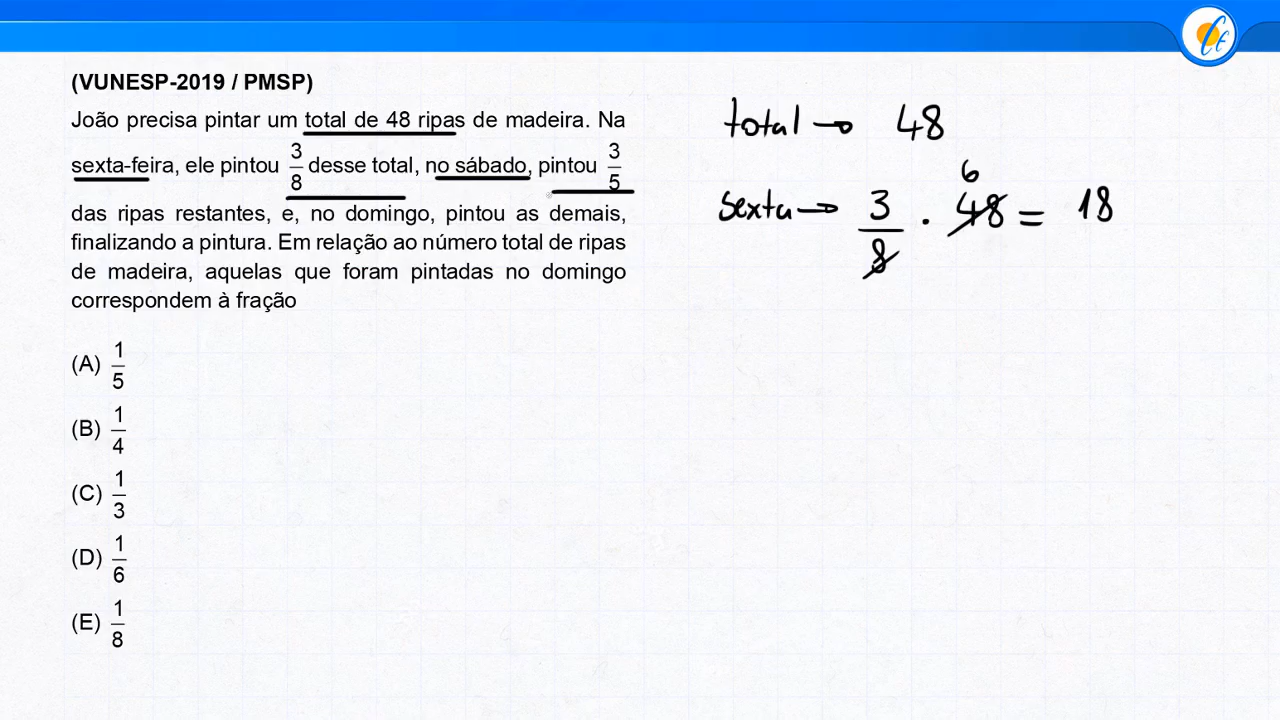 (VUNESP-2019 / PMSP)
João precisa pintar um total de 48 ripas de madeira. Na
sexta-feira, ele pintou 3/8 desse total, no sábado, pintou 3/5
das ripas restantes, e, no domingo, pintou as demais,
finalizando a pintura. Em relação ao número total de ripas
de madeira, aquelas que foram pintadas no domingo
correspondem à fração
(A) 1/5
(B) 1/4
(C) 1/3
(D) 1/6
(E) 1/8
total → 48
6
sexta → 3/8 . 48 = 18
CE